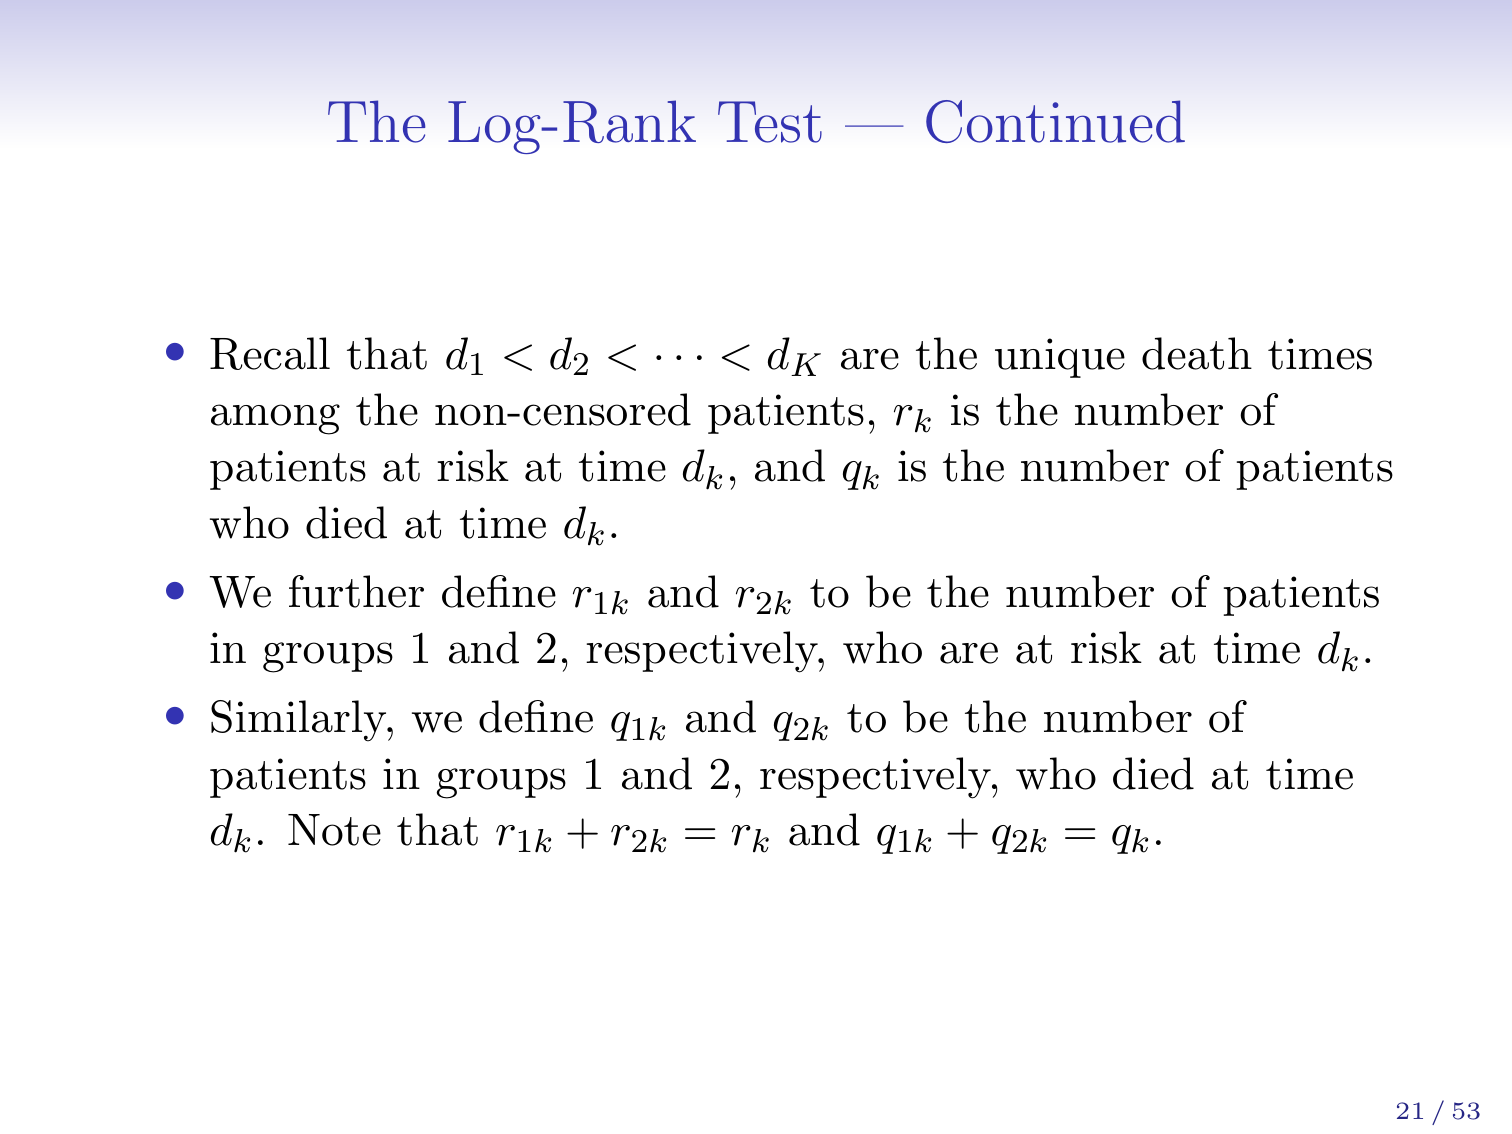 The Log-Rank Test — Continued
• Recall that d₁ < d₂ < ⋯ < d_K are the unique death times
among the non-censored patients, r_k is the number of
patients at risk at time d_k, and q_k is the number of patients
who died at time d_k.
• We further define r₁ₖ and r₂ₖ to be the number of patients
in groups 1 and 2, respectively, who are at risk at time d_k.
• Similarly, we define q₁ₖ and q₂ₖ to be the number of
patients in groups 1 and 2, respectively, who died at time
d_k. Note that r₁ₖ + r₂ₖ = r_k and q₁ₖ + q₂ₖ = q_k.
21 / 53